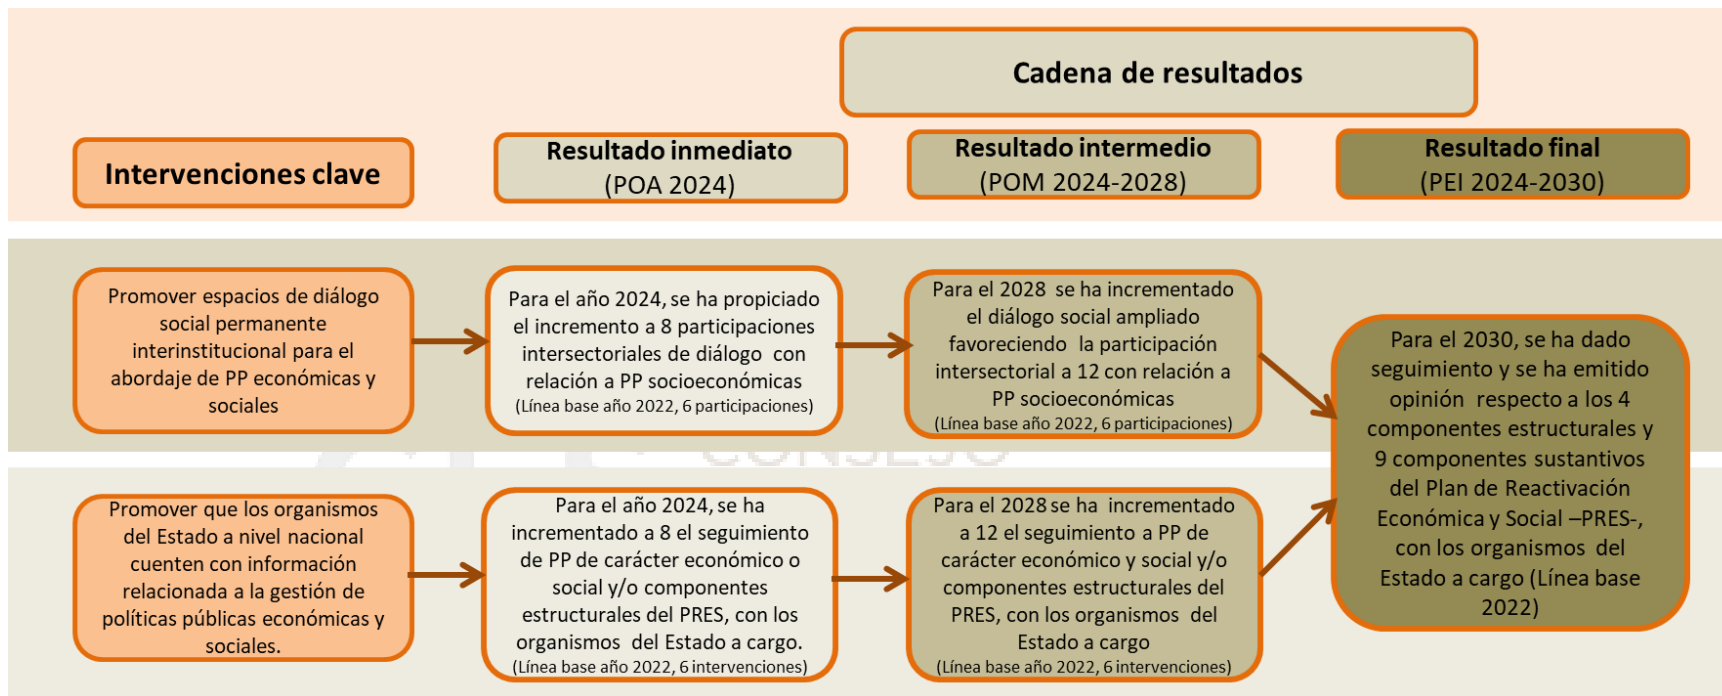 Cadena de resultados
Intervenciones clave
Resultado inmediato
(POA 2024)
Resultado intermedio
(POM 2024-2028)
Resultado final
(PEI 2024-2030)
Promover espacios de diálogo
social permanente
interinstitucional para el
abordaje de PP económicas y
sociales
Para el año 2024, se ha propiciado
el incremento a 8 participaciones
intersectoriales de diálogo con
relación a PP socioeconómicas
(Línea base año 2022, 6 participaciones)
Para el 2028 se ha incrementado
el diálogo social ampliado
favoreciendo la participación
intersectorial a 12 con relación a
PP socioeconómicas
(Línea base año 2022, 6 participaciones)
Para el 2030, se ha dado
seguimiento y se ha emitido
opinión respecto a los 4
componentes estructurales y
9 componentes sustantivos
del Plan de Reactivación
Económica y Social –PRES-,
con los organismos del
Estado a cargo (Línea base
2022)
CONSEJO
Promover que los organismos
del Estado a nivel nacional
cuenten con información
relacionada a la gestión de
políticas públicas económicas y
sociales.
Para el año 2024, se ha
incrementado a 8 el seguimiento
de PP de carácter económico o
social y/o componentes
estructurales del PRES, con los
organismos del Estado a cargo.
(Línea base año 2022, 6 intervenciones)
Para el 2028 se ha incrementado
a 12 el seguimiento a PP de
carácter económico y social y/o
componentes estructurales del
PRES, con los organismos del
Estado a cargo
(Línea base año 2022, 6 intervenciones)